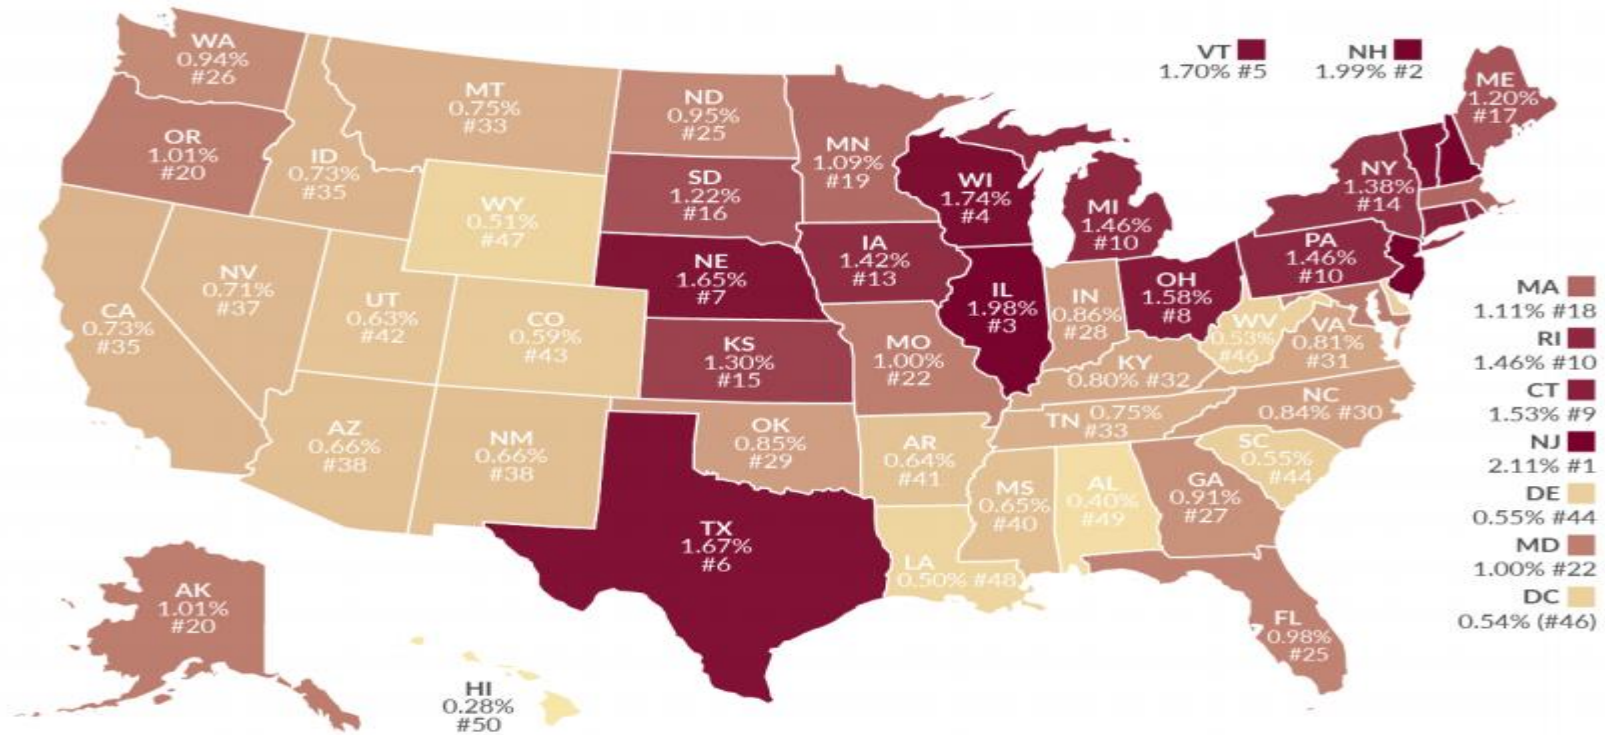 WA
0.94%
#26
MT
0.75%
#33
ND
0.95%
#25
VT
1.70% #5
NH
1.99% #2
ME
1.20%
#17
OR
1.01%
#20
ID
0.73%
#35
WY
0.51%
#47
SD
1.22%
#16
MN
1.09%
#19
WI
1.74%
#4
MI
1.46%
#10
NY
1.38%
#14
CA
0.73%
#35
NV
0.71%
#37
UT
0.63%
#42
CO
0.59%
#43
NE
1.65%
#7
IA
1.42%
#13
IL
1.98%
#3
IN
0.86%
#28
OH
1.58%
#8
PA
1.46%
#10
KS
1.30%
#15
MO
1.00%
#22
KY
0.80% #32
WV
0.53%
#46
VA
0.81%
#31
MA
1.11% #18
RI
1.46% #10
CT
1.53% #9
NJ
2.11% #1
DE
0.55% #44
MD
1.00% #22
DC
0.54% (#46)
AZ
0.66%
#38
NM
0.66%
#38
OK
0.85%
#29
AR
0.64%
#41
TN 0.75%
#33
NC
0.84% #30
SC
0.55%
#44
MS
0.65%
#40
AL
0.40%
#49
GA
0.91%
#27
TX
1.67%
#6
LA
0.50% #48
FL
0.98%
#25
AK
1.01%
#20
HI
0.28%
#50